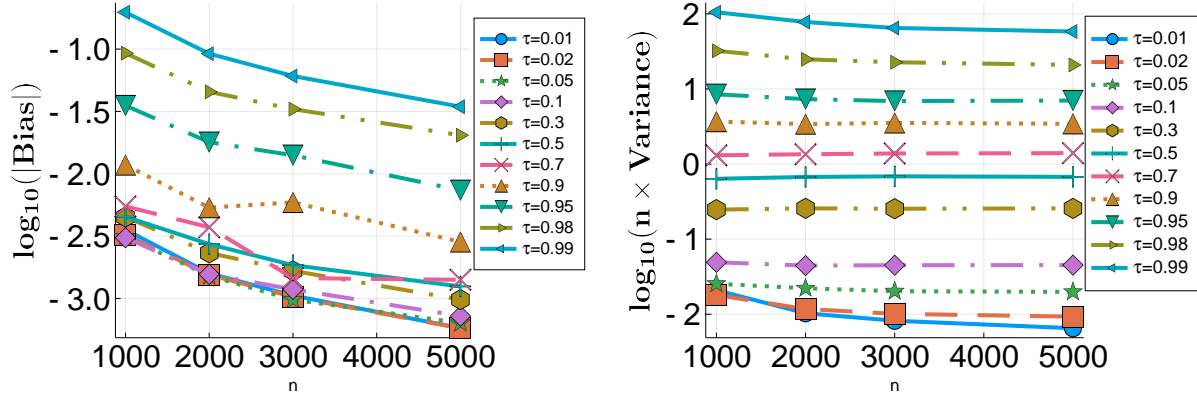 log₁₀(|Bias|)
- 1.0
- 1.5
- 2.0
- 2.5
- 3.0
1000 2000 3000 4000 5000
n
τ=0.01
τ=0.02
τ=0.05
τ=0.1
τ=0.3
τ=0.5
τ=0.7
τ=0.9
τ=0.95
τ=0.98
τ=0.99
log₁₀(n × Variance)
2
1
0
- 1
- 2
1000 2000 3000 4000 5000
n
τ=0.01
τ=0.02
τ=0.05
τ=0.1
τ=0.3
τ=0.5
τ=0.7
τ=0.9
τ=0.95
τ=0.98
τ=0.99